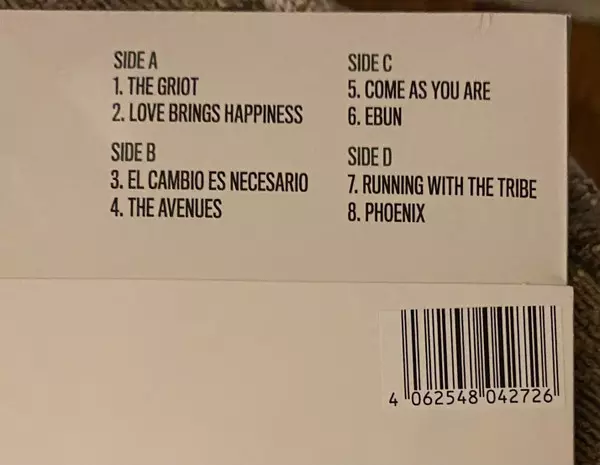 SIDE A
1. THE GRIOT
2. LOVE BRINGS HAPPINESS
SIDE B
3. EL CAMBIO ES NECESARIO
4. THE AVENUES
SIDE C
5. COME AS YOU ARE
6. EBUN
SIDE D
7. RUNNING WITH THE TRIBE
8. PHOENIX
4 062548 042726